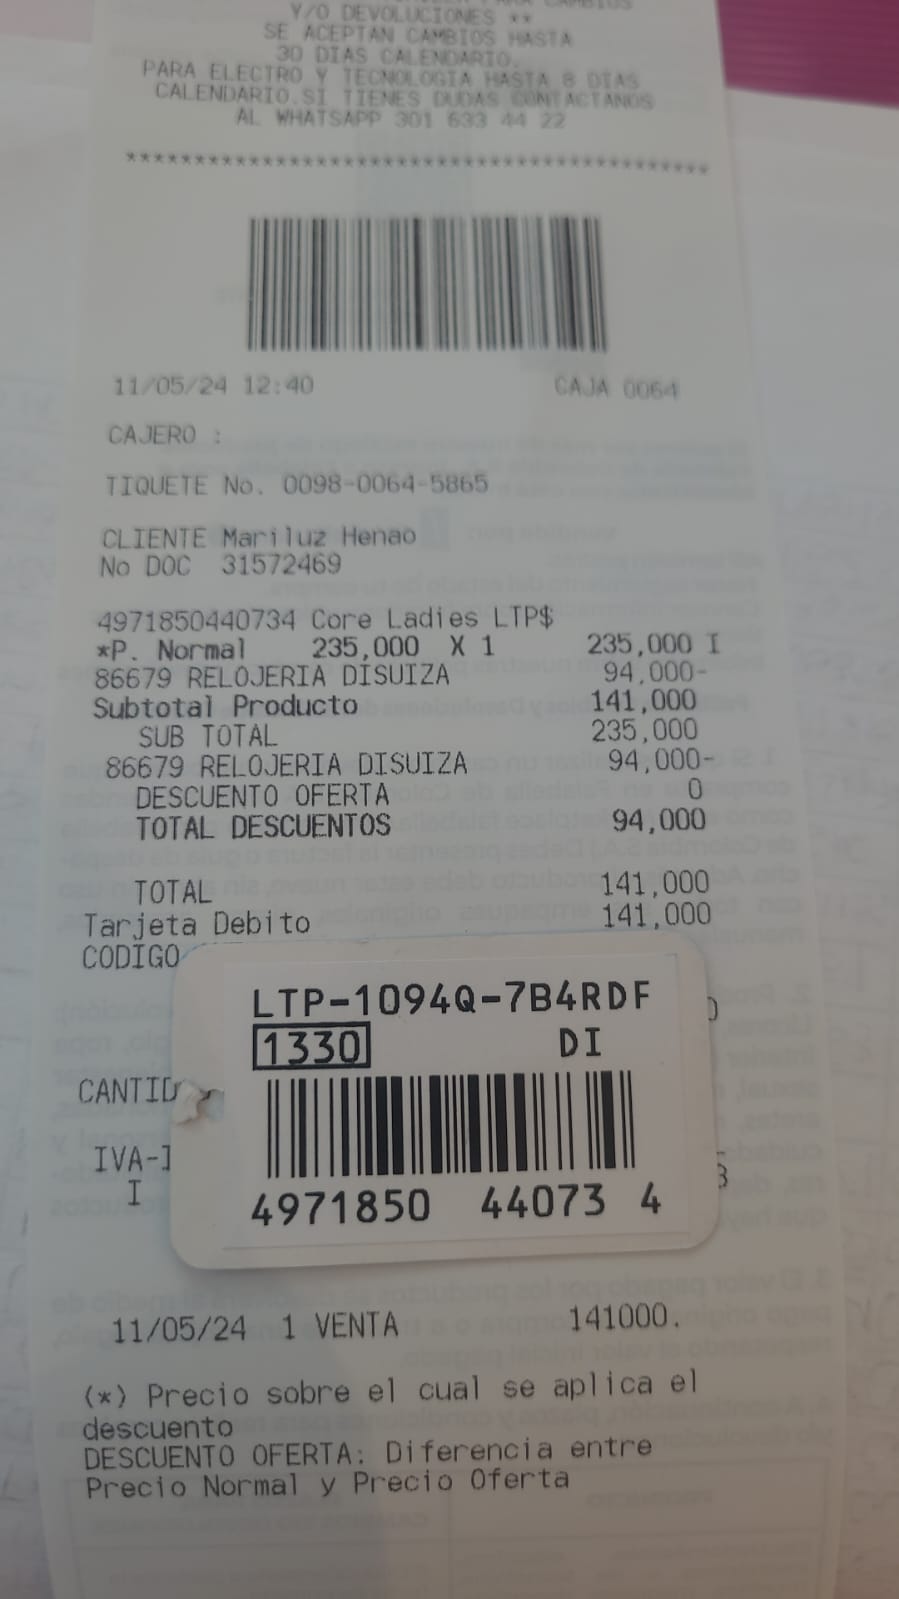 Y/O DEVOLUCIONES **
SE ACEPTAN CAMBIOS HASTA
30 DIAS CALENDARIO.
PARA ELECTRO Y TECNOLOGIA HASTA 8 DIAS
CALENDARIO.SI TIENES DUDAS CONTACTANOS
AL WHATSAPP 301 633 44 22
11/05/24 12:40 CAJA 0064
CAJERO :
TIQUETE No. 0098-0064-5865
CLIENTE Mariluz Henao
No DOC 31572469
4971850440734 Core Ladies LTP$
*P. Normal 235,000 X 1 235,000 I
86679 RELOJERIA DISUIZA 94,000-
Subtotal Producto 141,000
SUB TOTAL 235,000
86679 RELOJERIA DISUIZA 94,000-
DESCUENTO OFERTA 0
TOTAL DESCUENTOS 94,000
TOTAL 141,000
Tarjeta Debito 141,000
CODIGO
LTP-1094Q-7B4RDF
1330 DI
CANTID
IVA-I
I
4971850 44073 4
11/05/24 1 VENTA 141000.
(*) Precio sobre el cual se aplica el
descuento
DESCUENTO OFERTA: Diferencia entre
Precio Normal y Precio Oferta